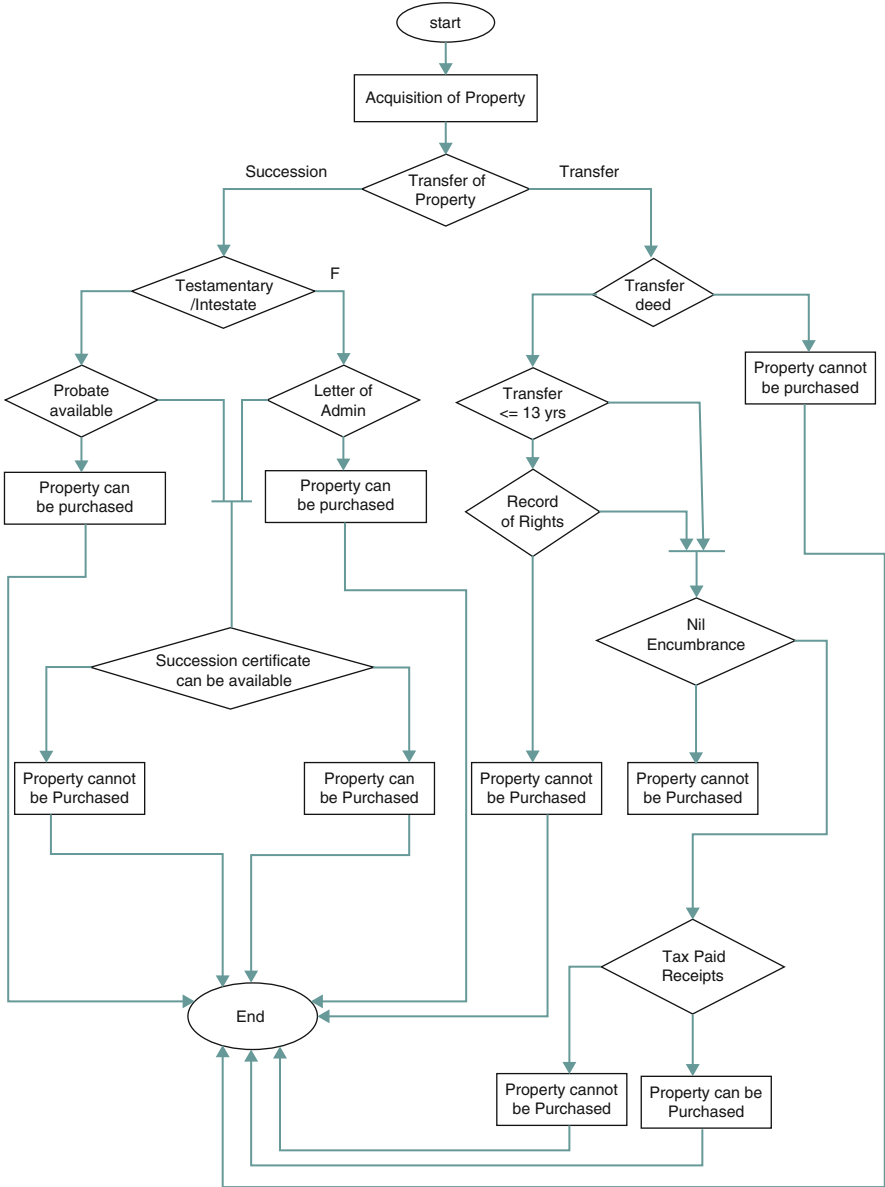 start
Acquisition of Property
Succession
Transfer of
Property
Transfer
Testamentary
/Intestate
F
Transfer
deed
Probate
available
Letter of
Admin
Transfer
<= 13 yrs
Property cannot
be purchased
Property can
be purchased
Property can
be purchased
Record
of Rights
Nil
Encumbrance
Succession certificate
can be available
Property cannot
be Purchased
Property can
be Purchased
Property cannot
be Purchased
Property cannot
be Purchased
Tax Paid
Receipts
End
Property cannot
be Purchased
Property can be
Purchased